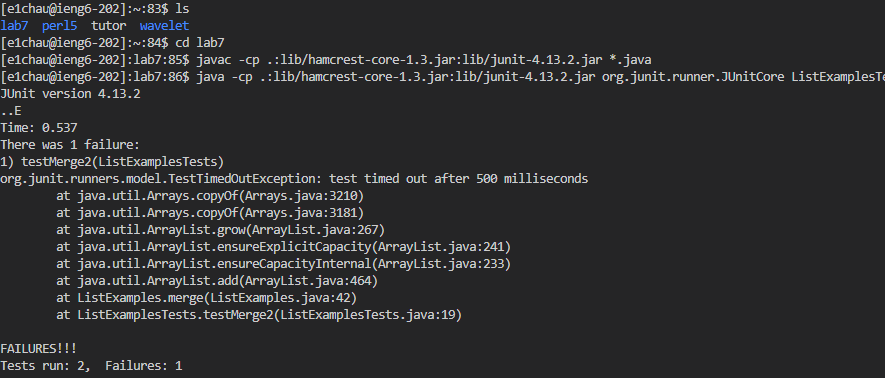 [e1chau@ieng6-202]:~:83$ ls
lab7  perl5  tutor  wavelet
[e1chau@ieng6-202]:~:84$ cd lab7
[e1chau@ieng6-202]:lab7:85$ javac -cp .:lib/hamcrest-core-1.3.jar:lib/junit-4.13.2.jar *.java
[e1chau@ieng6-202]:lab7:86$ java -cp .:lib/hamcrest-core-1.3.jar:lib/junit-4.13.2.jar org.junit.runner.JUnitCore ListExamplesTe
JUnit version 4.13.2
..E
Time: 0.537
There was 1 failure:
1) testMerge2(ListExamplesTests)
org.junit.runners.model.TestTimedOutException: test timed out after 500 milliseconds
        at java.util.Arrays.copyOf(Arrays.java:3210)
        at java.util.Arrays.copyOf(Arrays.java:3181)
        at java.util.ArrayList.grow(ArrayList.java:267)
        at java.util.ArrayList.ensureExplicitCapacity(ArrayList.java:241)
        at java.util.ArrayList.ensureCapacityInternal(ArrayList.java:233)
        at java.util.ArrayList.add(ArrayList.java:464)
        at ListExamples.merge(ListExamples.java:42)
        at ListExamplesTests.testMerge2(ListExamplesTests.java:19)

FAILURES!!!
Tests run: 2,  Failures: 1